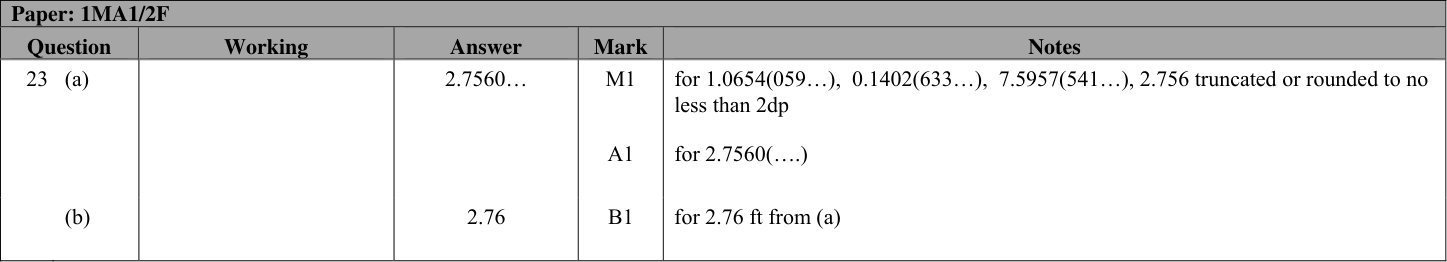 Paper: 1MA1/2F
Question Working Answer Mark Notes
23 (a) 2.7560… M1 for 1.0654(059…), 0.1402(633…), 7.5957(541…), 2.756 truncated or rounded to no
less than 2dp
A1 for 2.7560(….)
(b) 2.76 B1 for 2.76 ft from (a)